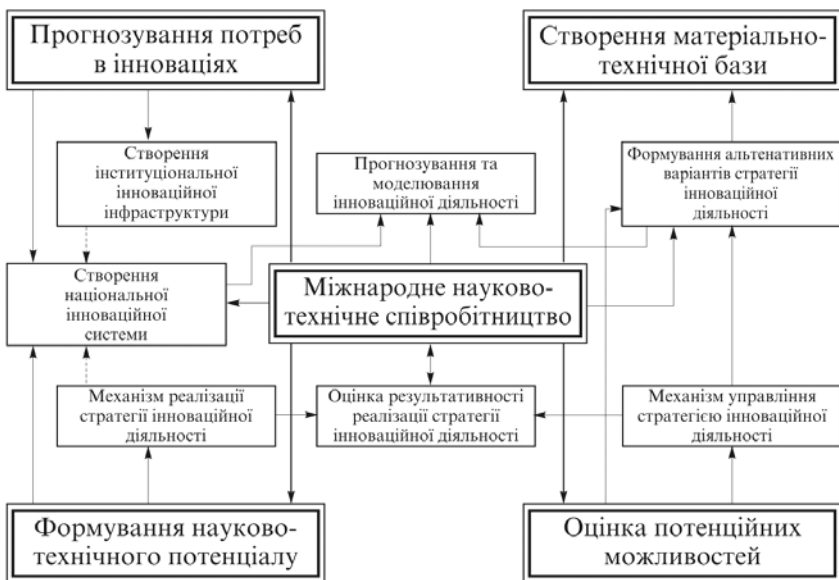 Прогнозування потреб
в інноваціях
Створення матеріально-
технічної бази
Створення
інституціональної
інноваційної
інфраструктури
Прогнозування та
моделювання
інноваційної діяльності
Формування альтенативних
варіантів стратегії
інноваційної
діяльності
Створення
національної
інноваційної
системи
Міжнародне науково-
технічне співробітництво
Механізм реалізації
стратегії інноваційної
діяльності
Оцінка результативності
реалізації стратегії
інноваційної діяльності
Механізм управління
стратегією інноваційної
діяльності
Формування науково-
технічного потенціалу
Оцінка потенційних
можливостей